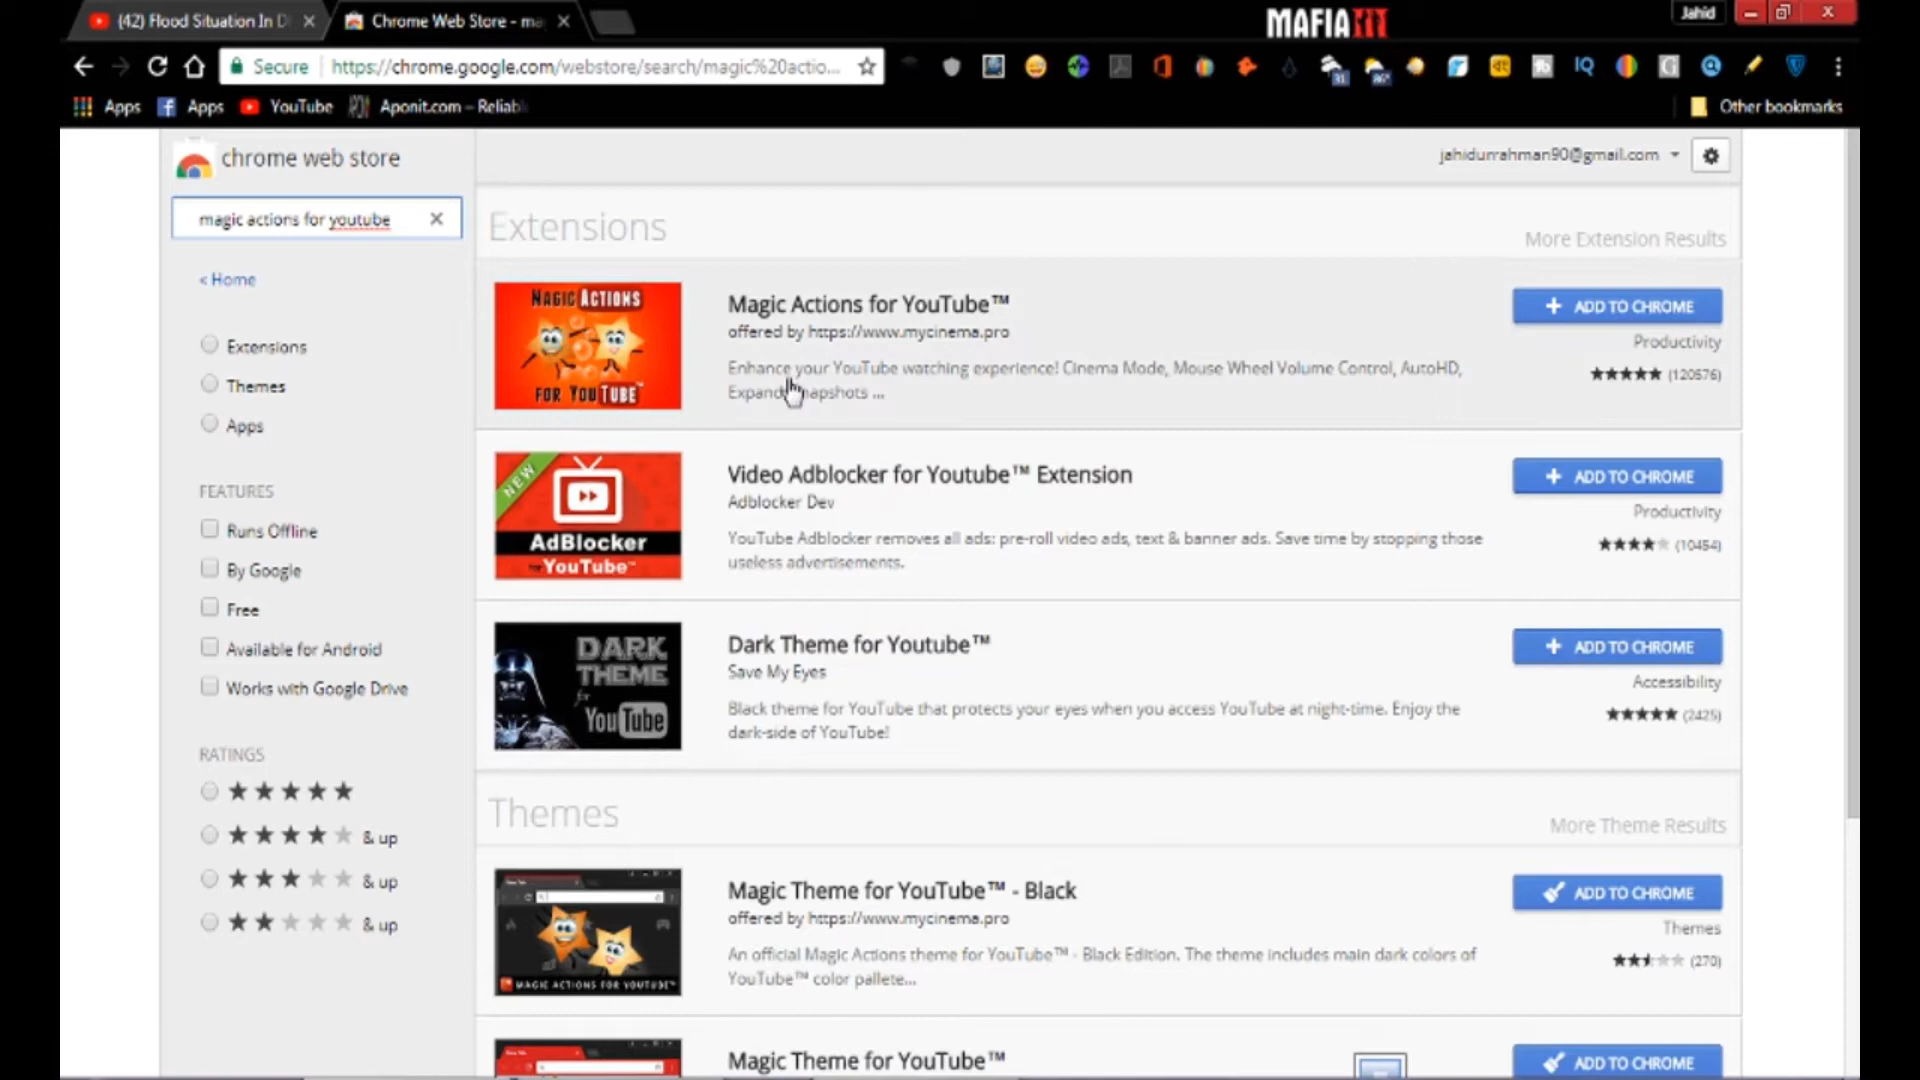 (42) Flood Situation In D
Chrome Web Store - ma
MAFIA III
Jahid
Secure
https://chrome.google.com/webstore/search/magic%20actio...
Apps
Apps
YouTube
Aponit.com – Reliabl
Other bookmarks
chrome web store
jahidurrahman90@gmail.com
magic actions for youtube
< Home
Extensions
Themes
Apps
FEATURES
Runs Offline
By Google
Free
Available for Android
Works with Google Drive
RATINGS
& up
& up
& up
Extensions
More Extension Results
NAGIC ACTIONS
FOR YOUTUBE™
Magic Actions for YouTube™
offered by https://www.mycinema.pro
Enhance your YouTube watching experience! Cinema Mode, Mouse Wheel Volume Control, AutoHD,
Expand, Snapshots ...
ADD TO CHROME
Productivity
(120576)
NEW
AdBlocker
YouTube™
Video Adblocker for Youtube™ Extension
Adblocker Dev
YouTube Adblocker removes all ads: pre-roll video ads, text & banner ads. Save time by stopping those
useless advertisements.
ADD TO CHROME
Productivity
(10454)
DARK
THEME
for
YouTube
Dark Theme for Youtube™
Save My Eyes
Black theme for YouTube that protects your eyes when you access YouTube at night-time. Enjoy the
dark-side of YouTube!
ADD TO CHROME
Accessibility
(2425)
Themes
More Theme Results
MAGIC ACTIONS FOR YOUTUBE™
Magic Theme for YouTube™ - Black
offered by https://www.mycinema.pro
An official Magic Actions theme for YouTube™ - Black Edition. The theme includes main dark colors of
YouTube™ color pallete...
ADD TO CHROME
Themes
(270)
Magic Theme for YouTube™
ADD TO CHROME